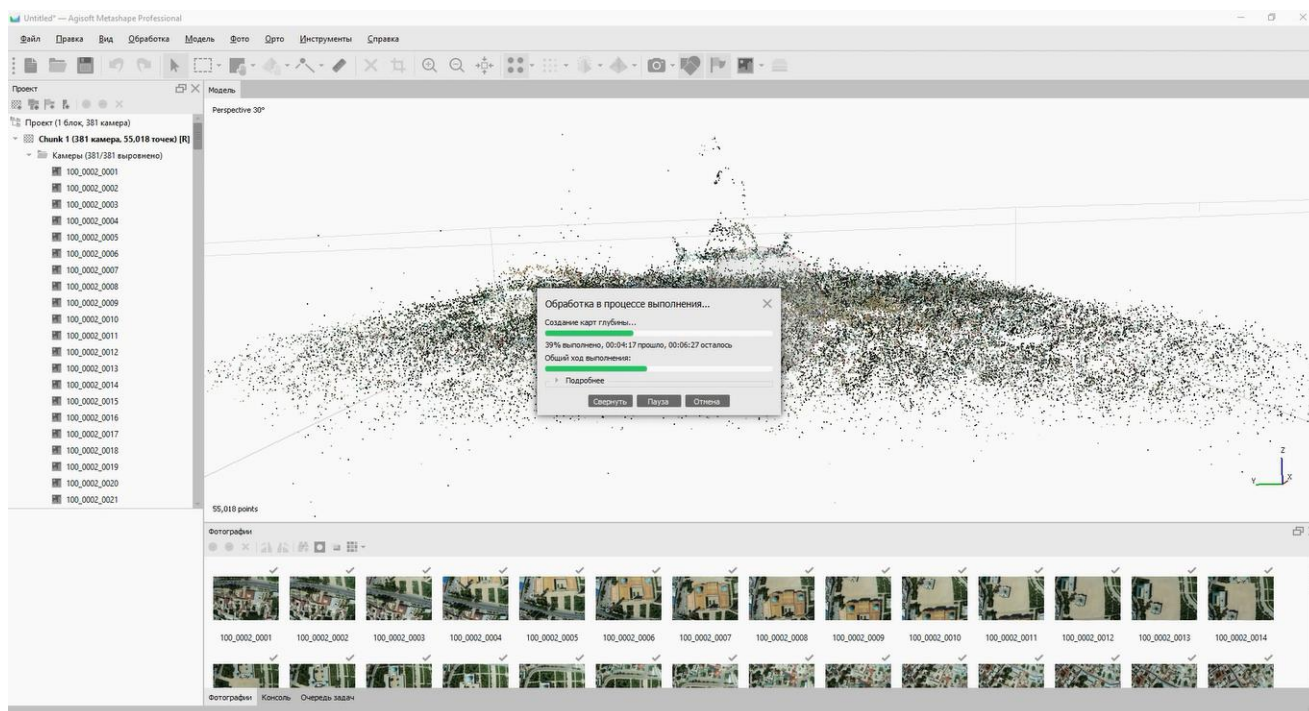 Untitled* — Agisoft Metashape Professional
Файл Правка Вид Обработка Модель Фото Орто Инструменты Справка
Проект
Модель
Perspective 30°
Проект (1 блок, 381 камера)
Chunk 1 (381 камера, 55,018 точек) [R]
Камеры (381/381 выровнено)
100_0002_0001
100_0002_0002
100_0002_0003
100_0002_0004
100_0002_0005
100_0002_0006
100_0002_0007
100_0002_0008
100_0002_0009
100_0002_0010
100_0002_0011
100_0002_0012
100_0002_0013
100_0002_0014
100_0002_0015
100_0002_0016
100_0002_0017
100_0002_0018
100_0002_0019
100_0002_0020
100_0002_0021
Обработка в процессе выполнения...
Создание карт глубины...
39% выполнено, 00:04:17 прошло, 00:06:27 осталось
Общий ход выполнения:
Подробнее
Свернуть Пауза Отмена
Z
Y X
55,018 points
Фотографии
100_0002_0001 100_0002_0002 100_0002_0003 100_0002_0004 100_0002_0005 100_0002_0006 100_0002_0007 100_0002_0008 100_0002_0009 100_0002_0010 100_0002_0011 100_0002_0012 100_0002_0013 100_0002_0014
Фотографии Консоль Очередь задач